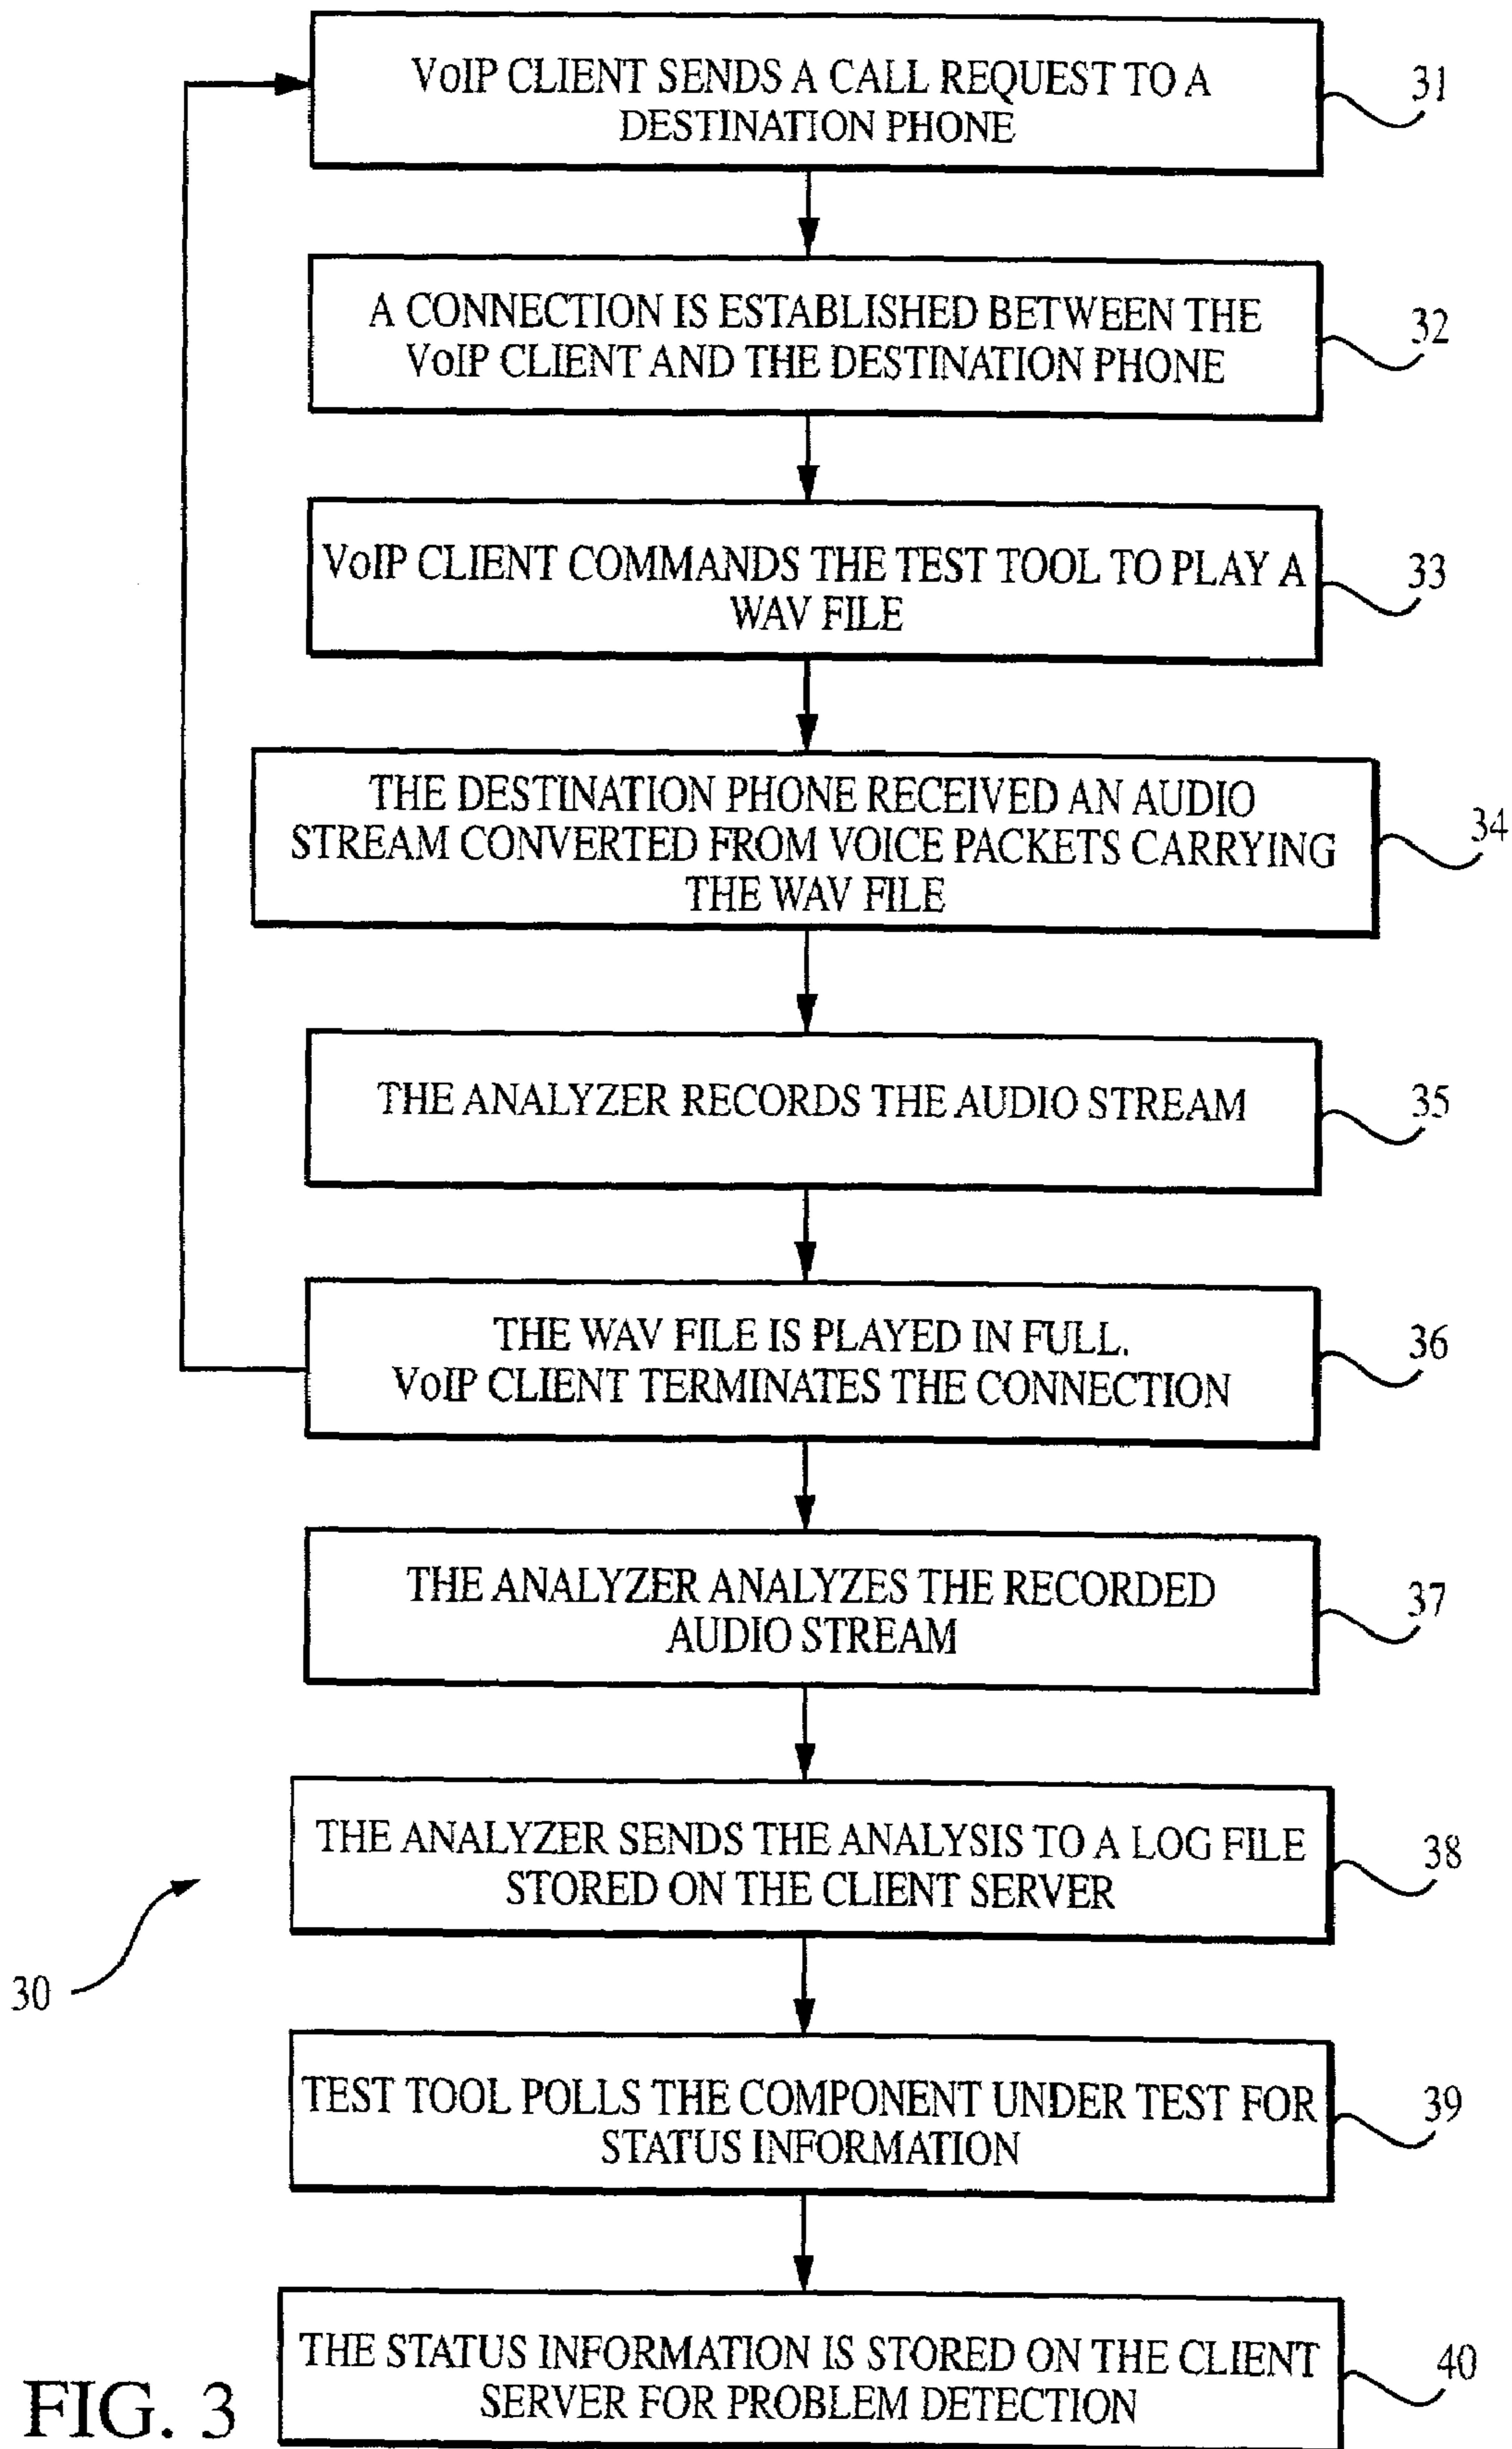 VoIP CLIENT SENDS A CALL REQUEST TO A
DESTINATION PHONE
31
A CONNECTION IS ESTABLISHED BETWEEN THE
VoIP CLIENT AND THE DESTINATION PHONE
32
VoIP CLIENT COMMANDS THE TEST TOOL TO PLAY A
WAV FILE
33
THE DESTINATION PHONE RECEIVED AN AUDIO
STREAM CONVERTED FROM VOICE PACKETS CARRYING
THE WAV FILE
34
THE ANALYZER RECORDS THE AUDIO STREAM
35
THE WAV FILE IS PLAYED IN FULL.
VoIP CLIENT TERMINATES THE CONNECTION
36
THE ANALYZER ANALYZES THE RECORDED
AUDIO STREAM
37
THE ANALYZER SENDS THE ANALYSIS TO A LOG FILE
STORED ON THE CLIENT SERVER
38
30
TEST TOOL POLLS THE COMPONENT UNDER TEST FOR
STATUS INFORMATION
39
THE STATUS INFORMATION IS STORED ON THE CLIENT
SERVER FOR PROBLEM DETECTION
40
FIG. 3